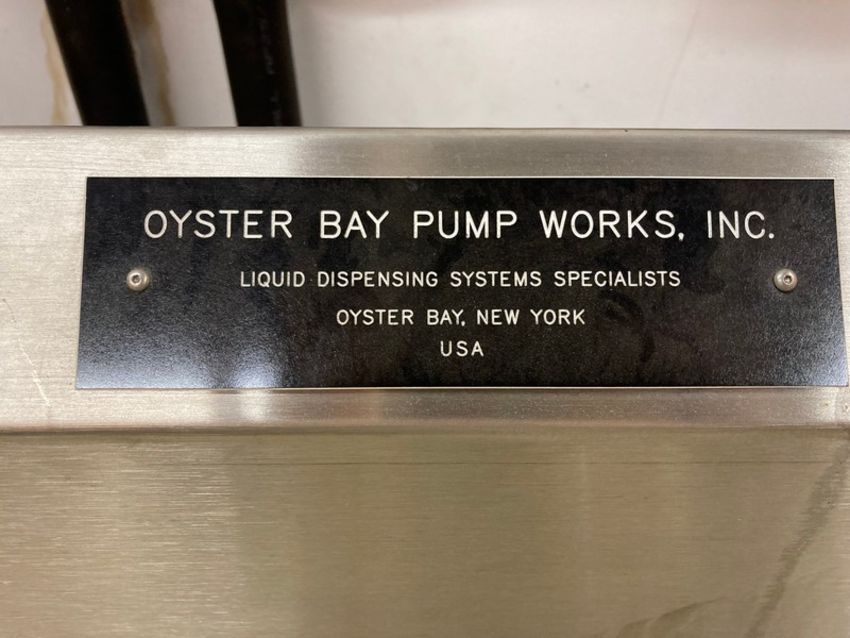 OYSTER BAY PUMP WORKS, INC.
LIQUID DISPENSING SYSTEMS SPECIALISTS
OYSTER BAY, NEW YORK
USA